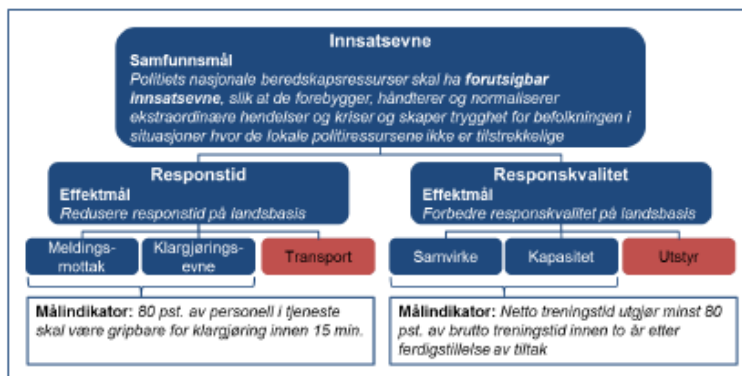 Innsatsevne
Samfunnsmål
Politiets nasjonale beredskapsressurser skal ha forutsigbar
innsatsevne, slik at de forebygger, håndterer og normaliserer
ekstraordinære hendelser og kriser og skaper trygghet for befolkningen i
situasjoner hvor de lokale politiressursene ikke er tilstrekkelige
Responstid
Effektmål
Redusere responstid på landsbasis
Responskvalitet
Effektmål
Forbedre responskvalitet på landsbasis
Meldings-
mottak
Klargjørings-
evne
Transport
Samvirke
Kapasitet
Utstyr
Målindikator: 80 pst. av personell i tjeneste
skal være gripbare for klargjøring innen 15 min.
Målindikator: Netto treningstid utgjør minst 80
pst. av brutto treningstid innen to år etter
ferdigstillelse av tiltak